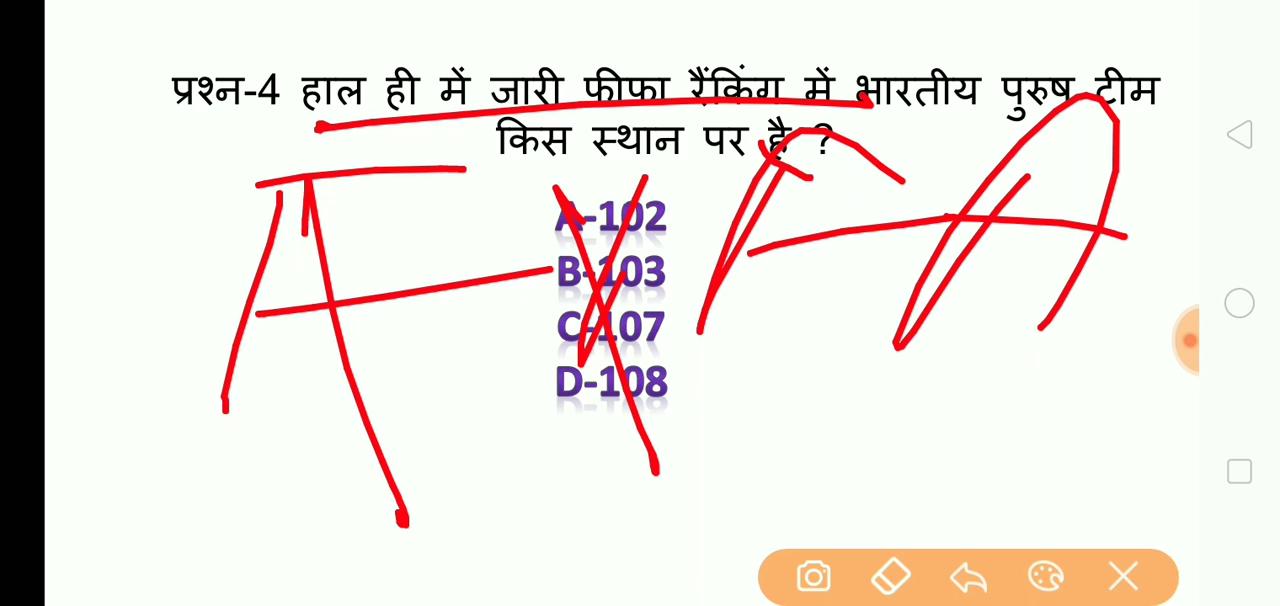 प्रश्न-4 हाल ही में जारी फीफा रैंकिंग में भारतीय पुरुष टीम
किस स्थान पर है ?
A-102
B-103
C-107
D-108